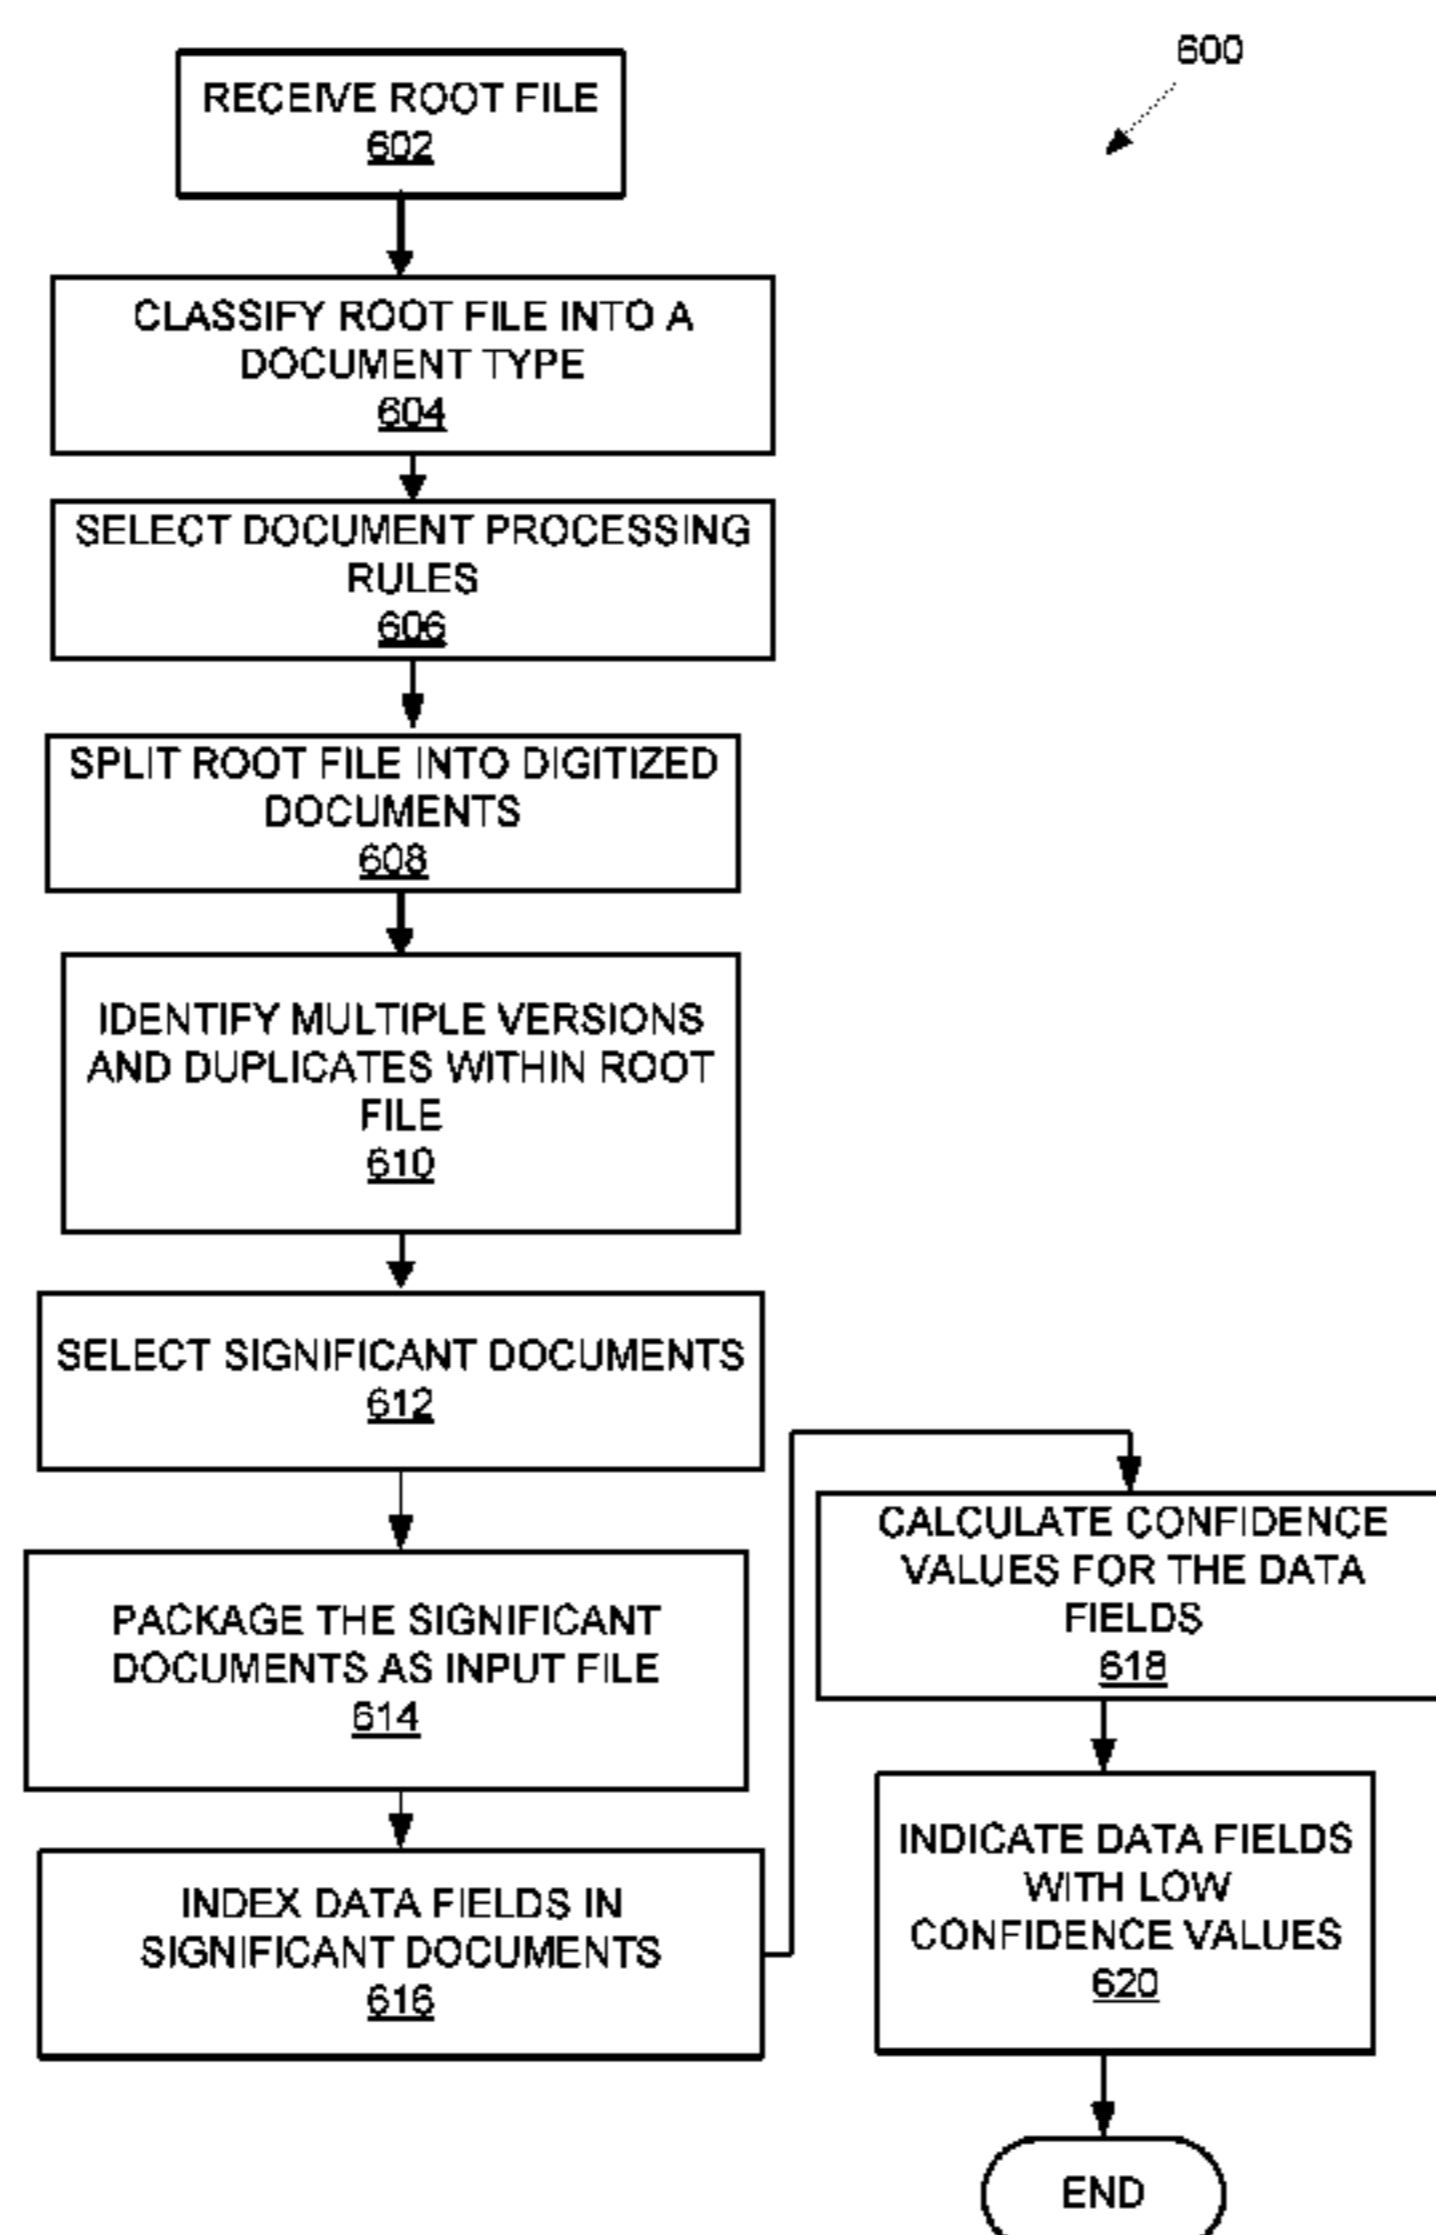 600
RECEIVE ROOT FILE
602
CLASSIFY ROOT FILE INTO A
DOCUMENT TYPE
604
SELECT DOCUMENT PROCESSING
RULES
606
SPLIT ROOT FILE INTO DIGITIZED
DOCUMENTS
608
IDENTIFY MULTIPLE VERSIONS
AND DUPLICATES WITHIN ROOT
FILE
610
SELECT SIGNIFICANT DOCUMENTS
612
PACKAGE THE SIGNIFICANT
DOCUMENTS AS INPUT FILE
614
INDEX DATA FIELDS IN
SIGNIFICANT DOCUMENTS
616
CALCULATE CONFIDENCE
VALUES FOR THE DATA
FIELDS
618
INDICATE DATA FIELDS
WITH LOW
CONFIDENCE VALUES
620
END